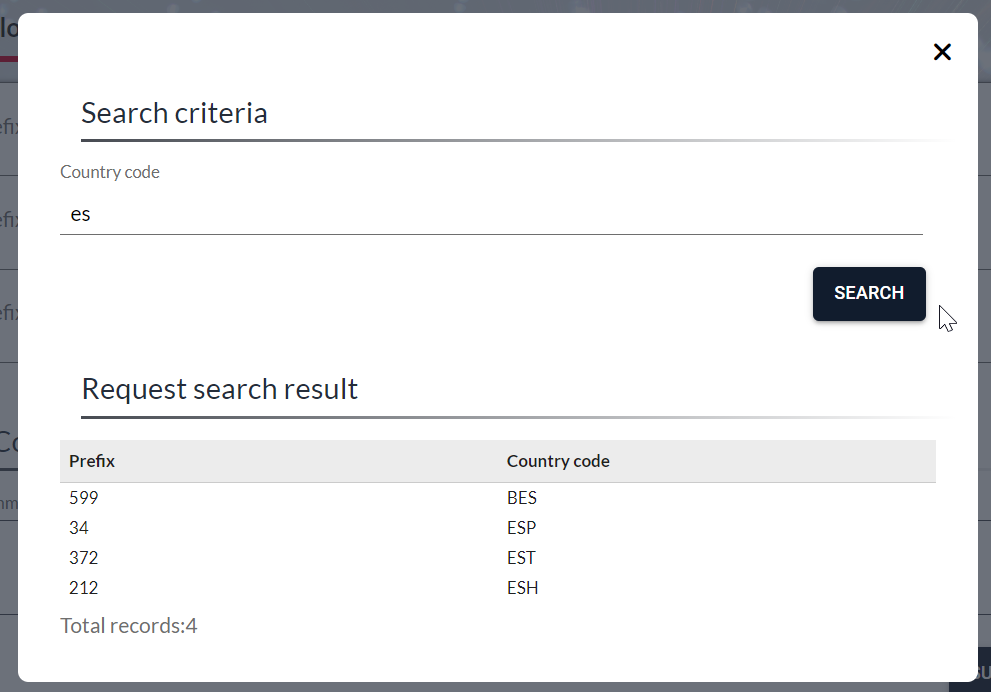 Search criteria
Country code
es
SEARCH
Request search result
Prefix Country code
599 BES
34 ESP
372 EST
212 ESH
Total records:4